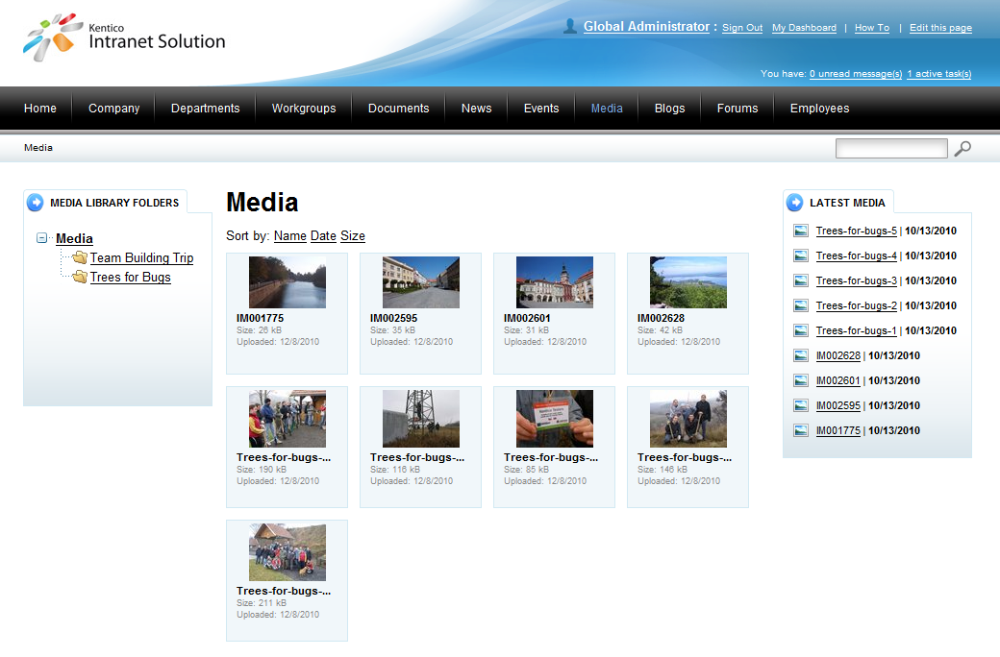 Kentico
Intranet Solution
Global Administrator : Sign Out My Dashboard | How To | Edit this page
You have: 0 unread message(s) 1 active task(s)
Home Company Departments Workgroups Documents News Events Media Blogs Forums Employees
Media
MEDIA LIBRARY FOLDERS
Media
Team Building Trip
Trees for Bugs
Media
Sort by: Name Date Size
IM001775
Size: 26 kB
Uploaded: 12/8/2010
IM002595
Size: 35 kB
Uploaded: 12/8/2010
IM002601
Size: 31 kB
Uploaded: 12/8/2010
IM002628
Size: 42 kB
Uploaded: 12/8/2010
Trees-for-bugs-...
Size: 190 kB
Uploaded: 12/8/2010
Trees-for-bugs-...
Size: 116 kB
Uploaded: 12/8/2010
Trees-for-bugs-...
Size: 85 kB
Uploaded: 12/8/2010
Trees-for-bugs-...
Size: 146 kB
Uploaded: 12/8/2010
Trees-for-bugs-...
Size: 211 kB
Uploaded: 12/8/2010
LATEST MEDIA
Trees-for-bugs-5 | 10/13/2010
Trees-for-bugs-4 | 10/13/2010
Trees-for-bugs-3 | 10/13/2010
Trees-for-bugs-2 | 10/13/2010
Trees-for-bugs-1 | 10/13/2010
IM002628 | 10/13/2010
IM002601 | 10/13/2010
IM002595 | 10/13/2010
IM001775 | 10/13/2010